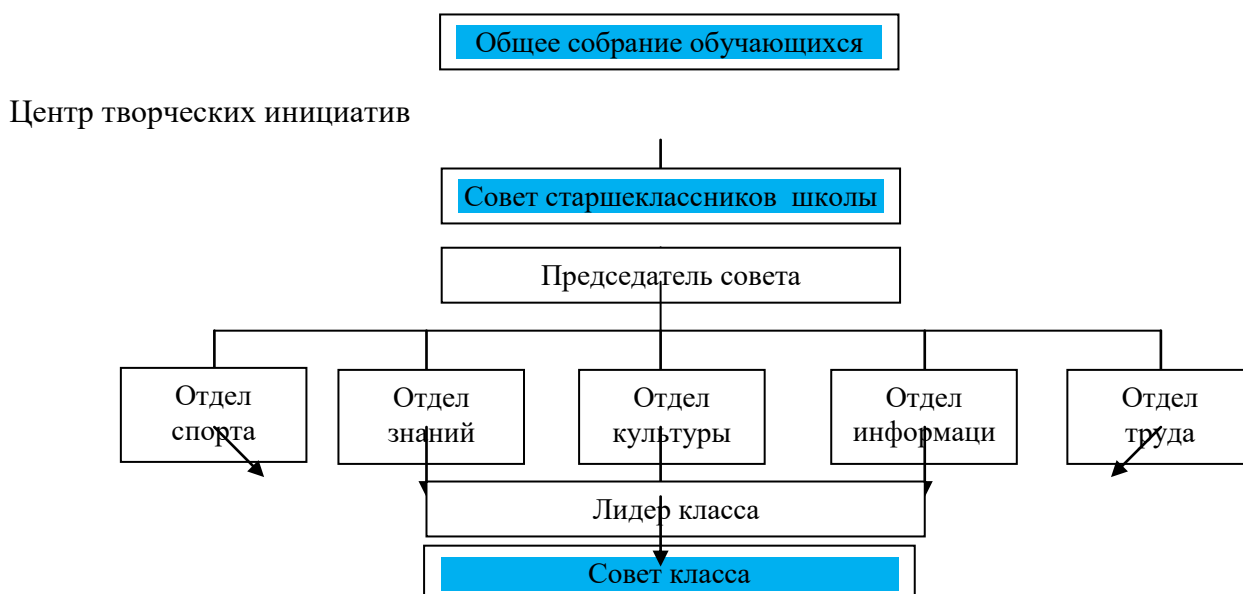 Общее собрание обучающихся
Центр творческих инициатив
Совет старшеклассников школы
Председатель совета
Отдел
спорта
Отдел
знаний
Отдел
культуры
Отдел
информаци
Отдел
труда
Лидер класса
Совет класса